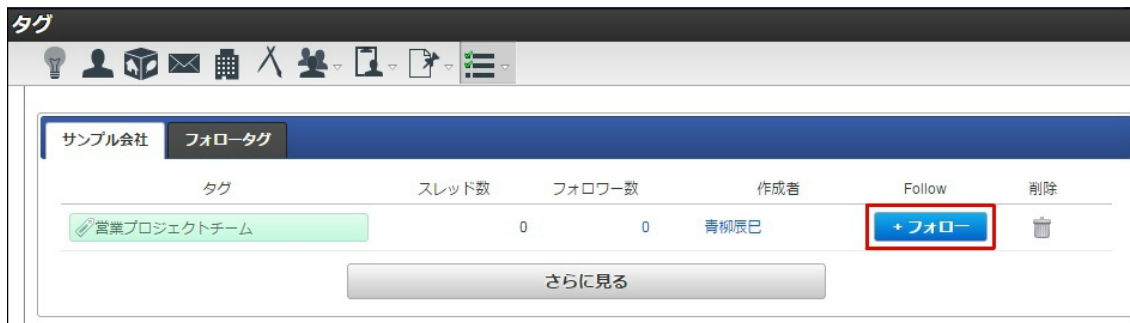 タグ
サンプル会社 フォロータグ
タグ スレッド数 フォロワー数 作成者 Follow 削除
営業プロジェクトチーム 0 0 青柳辰巳 +フォロー
さらに見る